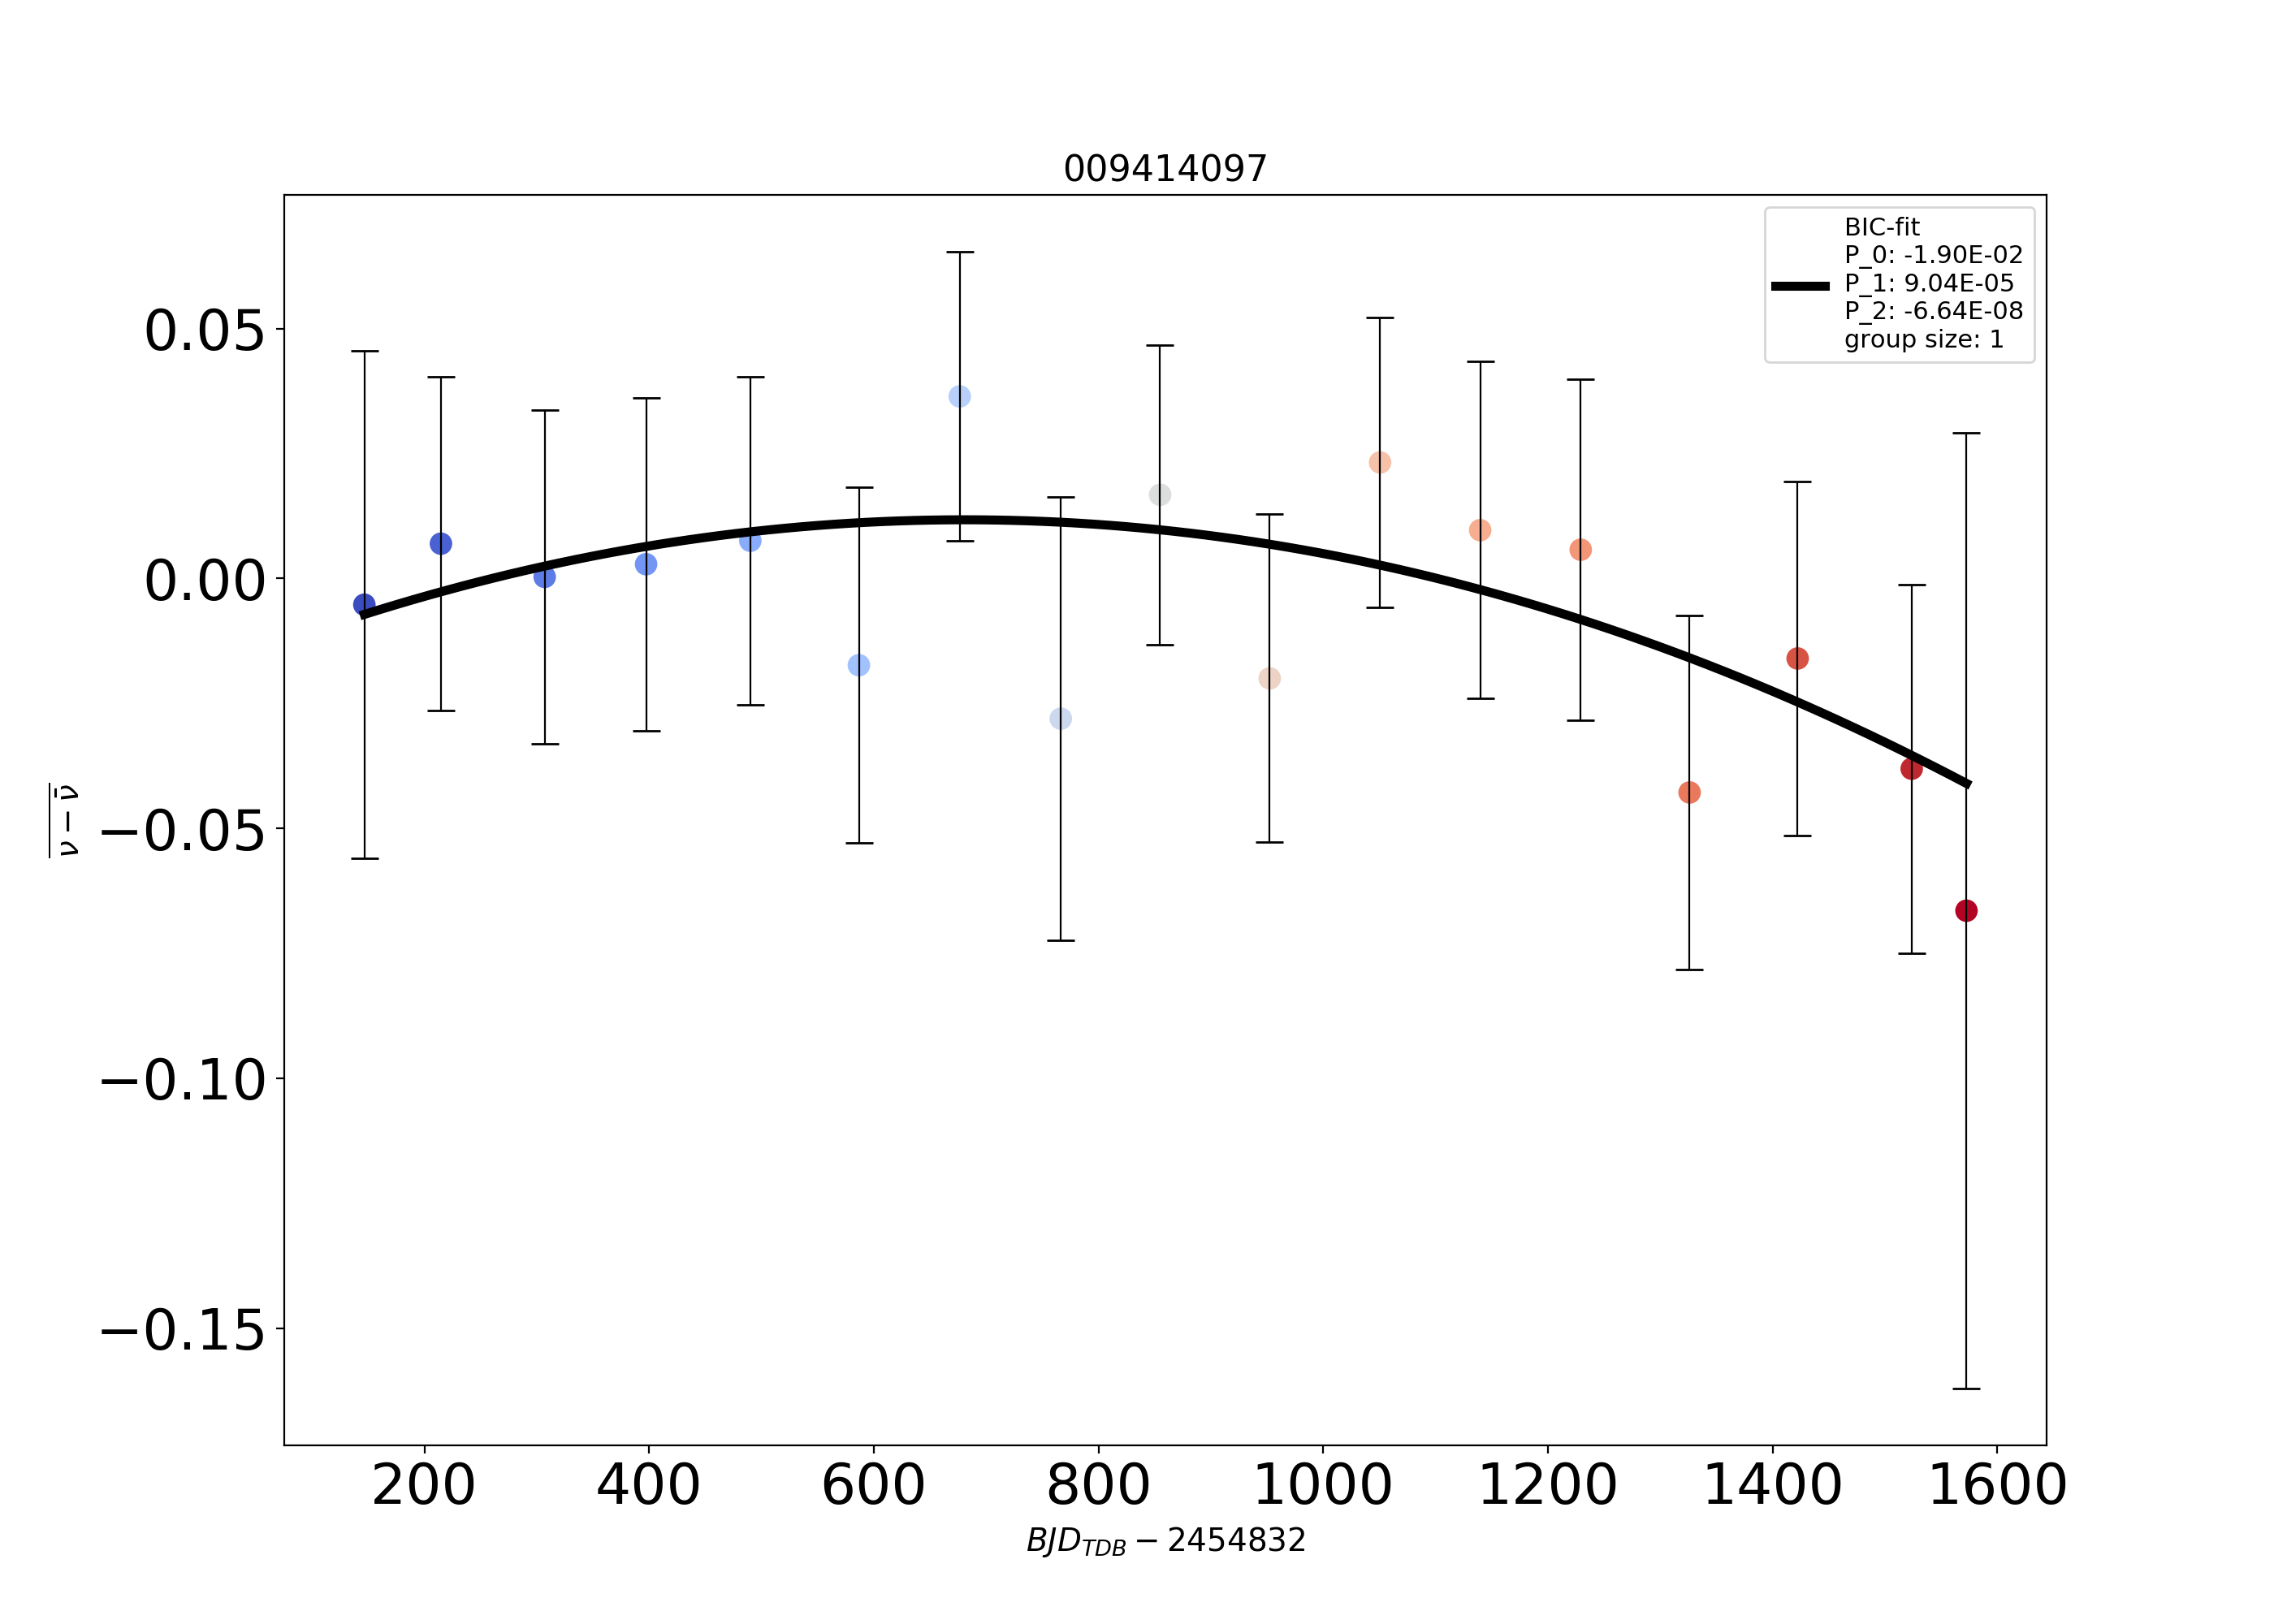 009414097
BIC-fit
P_0: -1.90E-02
P_1: 9.04E-05
P_2: -6.64E-08
group size: 1
0.05
0.00
−0.05
−0.10
−0.15
ν − ν̄
200 400 600 800 1000 1200 1400 1600
BJD_TDB − 2454832